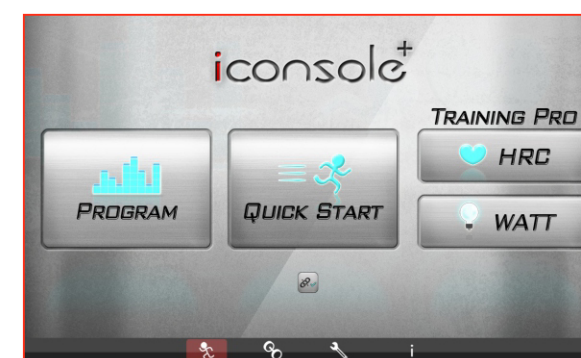 iconsole+
TRAINING PRO
PROGRAM
QUICK START
HRC
WATT
i